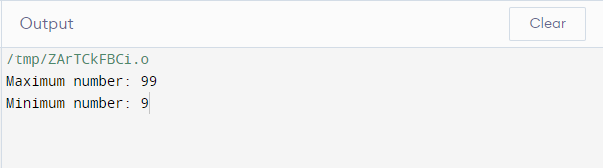 Output
Clear
/tmp/ZArTCkFBCi.o
Maximum number: 99
Minimum number: 9